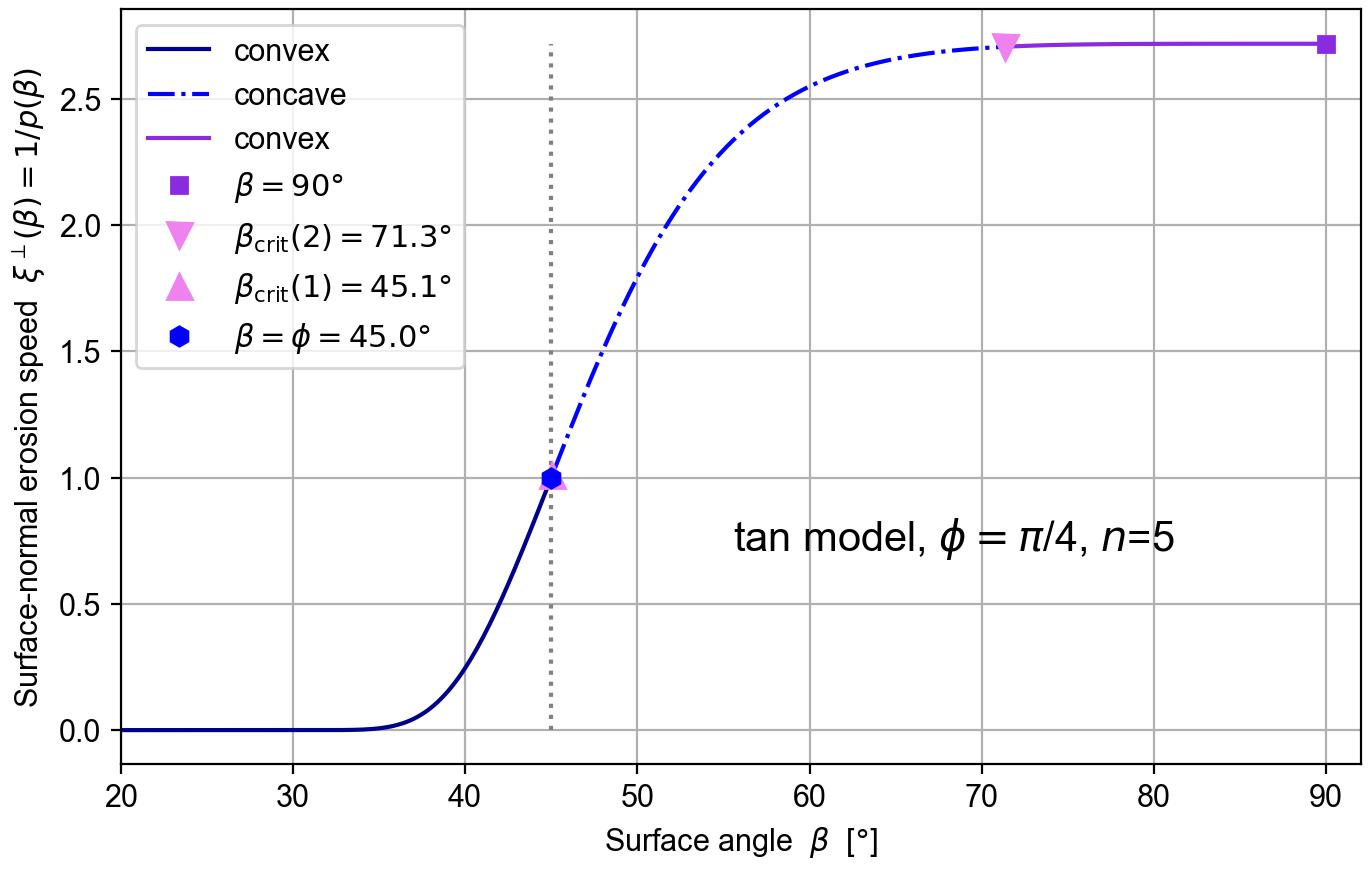 convex
concave
convex
β = 90°
β_crit(2) = 71.3°
β_crit(1) = 45.1°
β = ϕ = 45.0°
tan model, ϕ = π/4, n=5
Surface-normal erosion speed ξ^⊥(β) = 1/p(β)
2.5
2.0
1.5
1.0
0.5
0.0
20 30 40 50 60 70 80 90
Surface angle β [°]